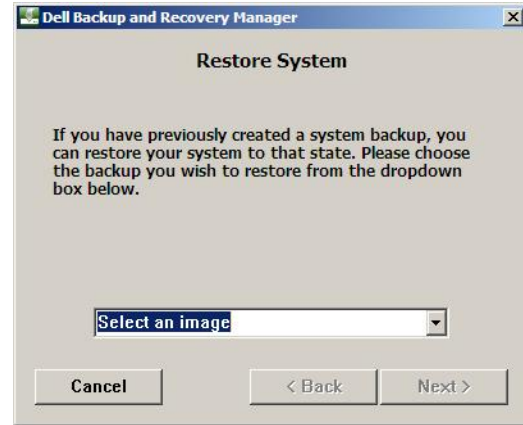 Dell Backup and Recovery Manager
Restore System
If you have previously created a system backup, you
can restore your system to that state. Please choose
the backup you wish to restore from the dropdown
box below.
Select an image
Cancel
< Back
Next >